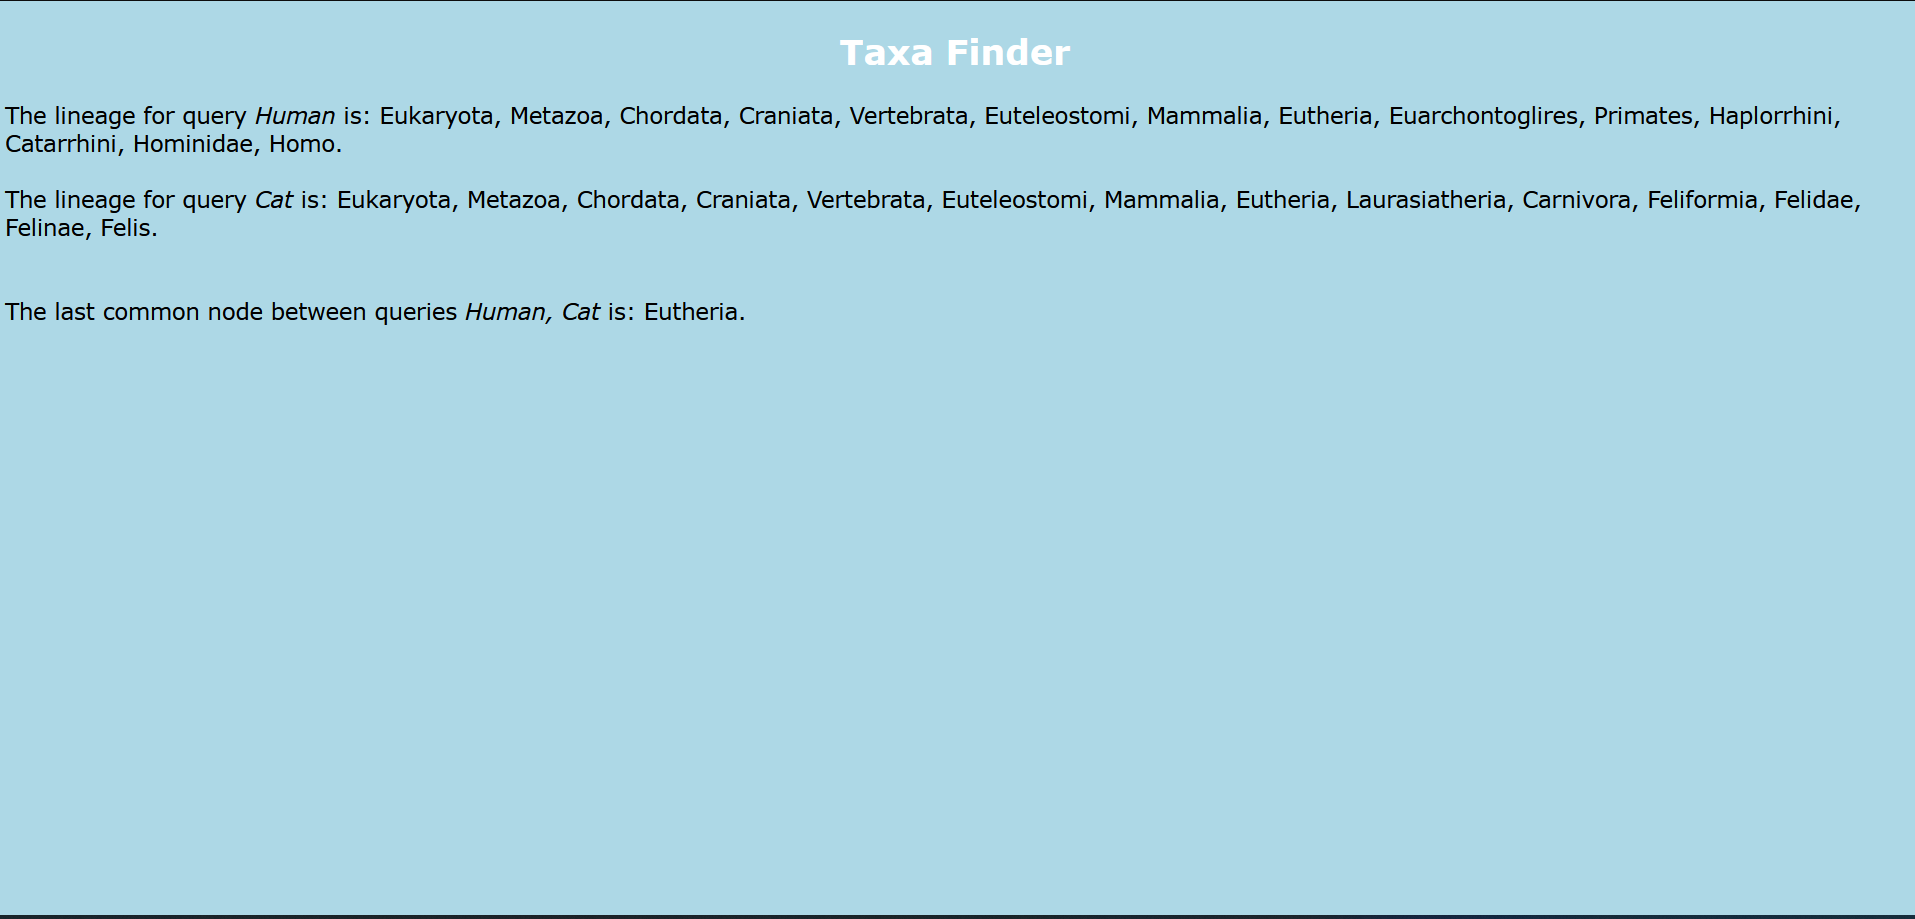 Taxa Finder
The lineage for query Human is: Eukaryota, Metazoa, Chordata, Craniata, Vertebrata, Euteleostomi, Mammalia, Eutheria, Euarchontoglires, Primates, Haplorrhini,
Catarrhini, Hominidae, Homo.
The lineage for query Cat is: Eukaryota, Metazoa, Chordata, Craniata, Vertebrata, Euteleostomi, Mammalia, Eutheria, Laurasiatheria, Carnivora, Feliformia, Felidae,
Felinae, Felis.
The last common node between queries Human, Cat is: Eutheria.